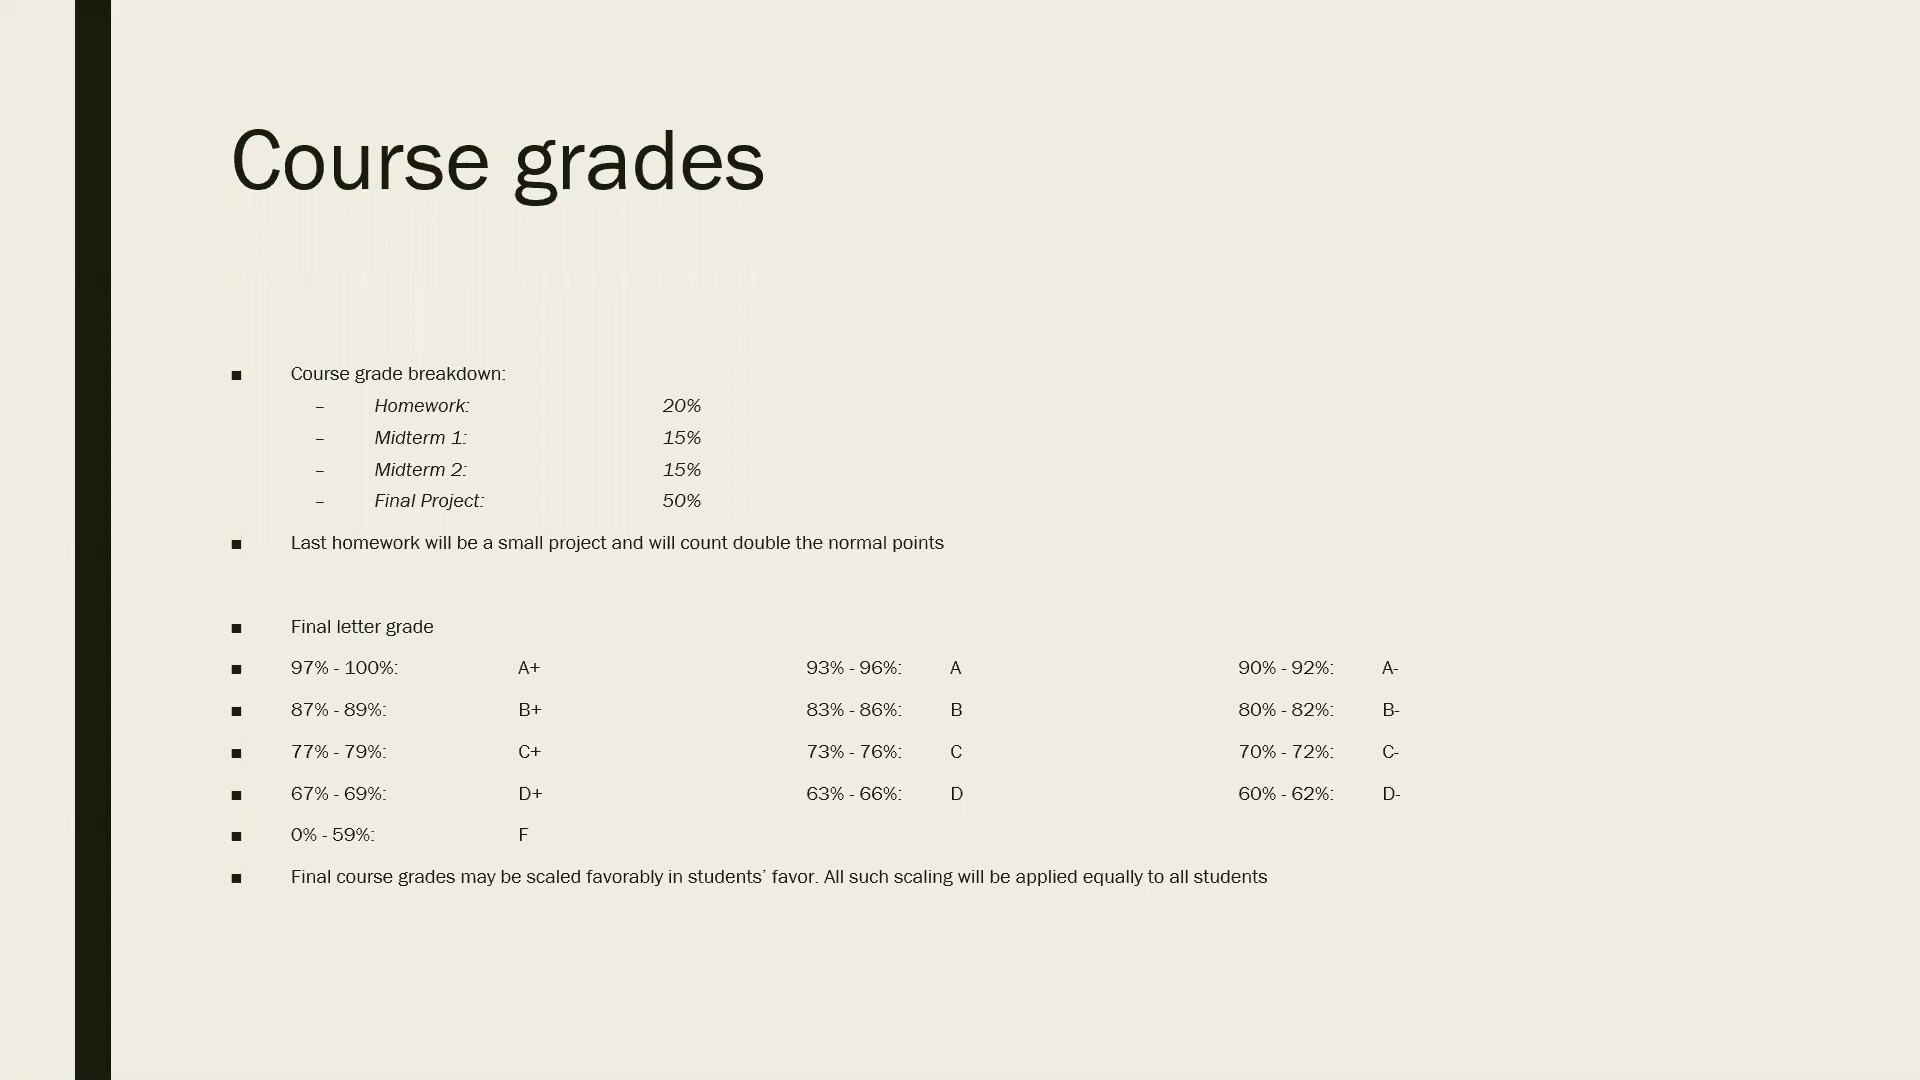 Course grades
■ Course grade breakdown:
– Homework: 20%
– Midterm 1: 15%
– Midterm 2: 15%
– Final Project: 50%
■ Last homework will be a small project and will count double the normal points
■ Final letter grade
■ 97% - 100%: A+ 93% - 96%: A 90% - 92%: A-
■ 87% - 89%: B+ 83% - 86%: B 80% - 82%: B-
■ 77% - 79%: C+ 73% - 76%: C 70% - 72%: C-
■ 67% - 69%: D+ 63% - 66%: D 60% - 62%: D-
■ 0% - 59%: F
■ Final course grades may be scaled favorably in students’ favor. All such scaling will be applied equally to all students